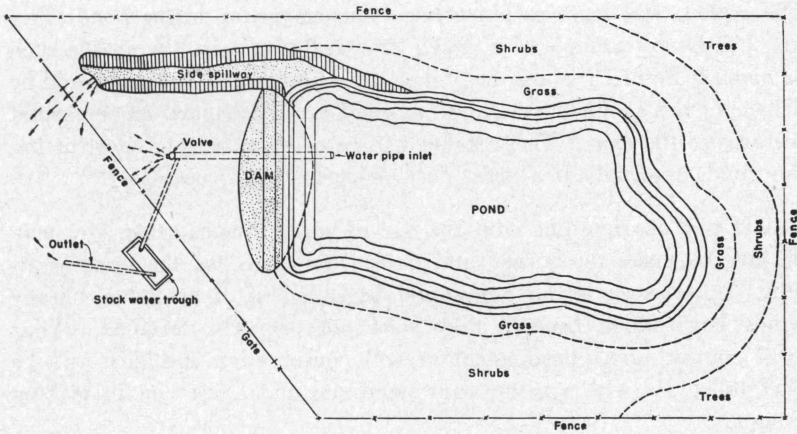 Fence
Shrubs
Trees
Side spillway
Grass
Valve
Water pipe inlet
Fence
DAM
POND
Grass
Shrubs
Fence
Outlet
Stock water trough
Grass
Gate
Shrubs
Trees
Fence